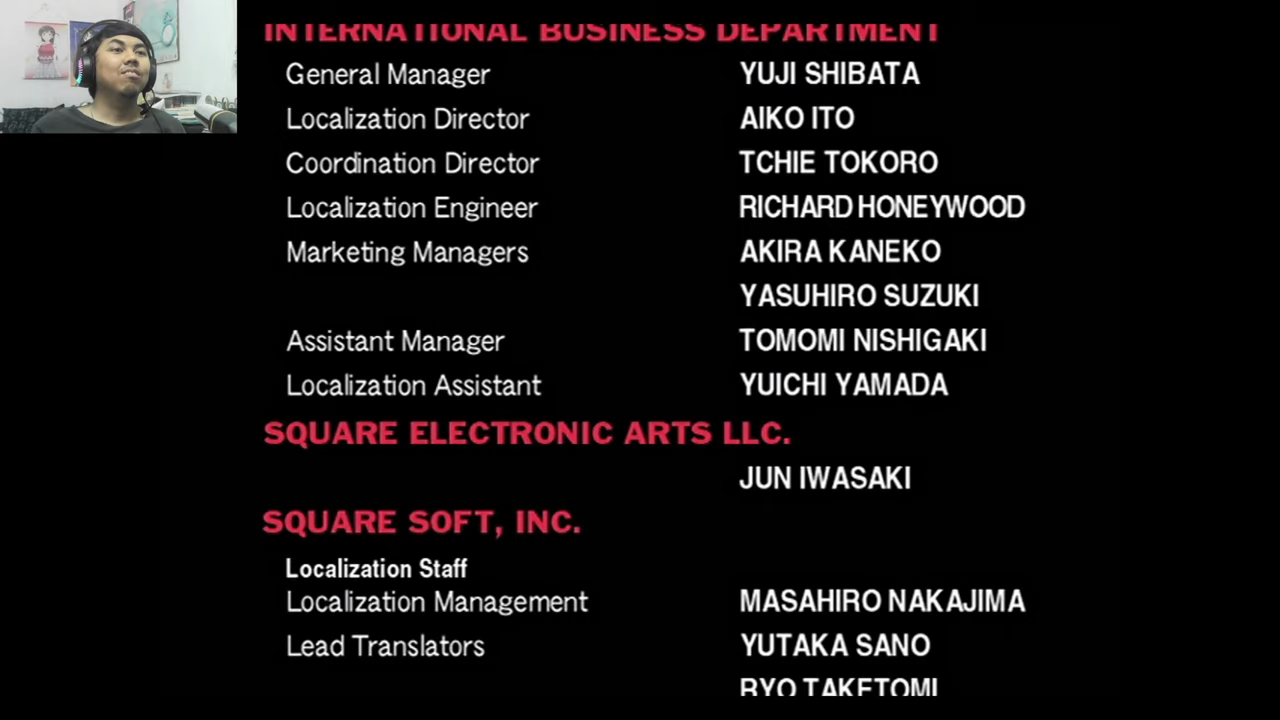 INTERNATIONAL BUSINESS DEPARTMENT
General Manager YUJI SHIBATA
Localization Director AIKO ITO
Coordination Director TCHIE TOKORO
Localization Engineer RICHARD HONEYWOOD
Marketing Managers AKIRA KANEKO
YASUHIRO SUZUKI
Assistant Manager TOMOMI NISHIGAKI
Localization Assistant YUICHI YAMADA
SQUARE ELECTRONIC ARTS LLC.
JUN IWASAKI
SQUARE SOFT, INC.
Localization Staff
Localization Management MASAHIRO NAKAJIMA
Lead Translators YUTAKA SANO
RYO TAKETOMI